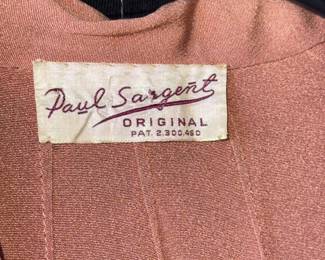 Paul Sargent
ORIGINAL
PAT. 2,300,460